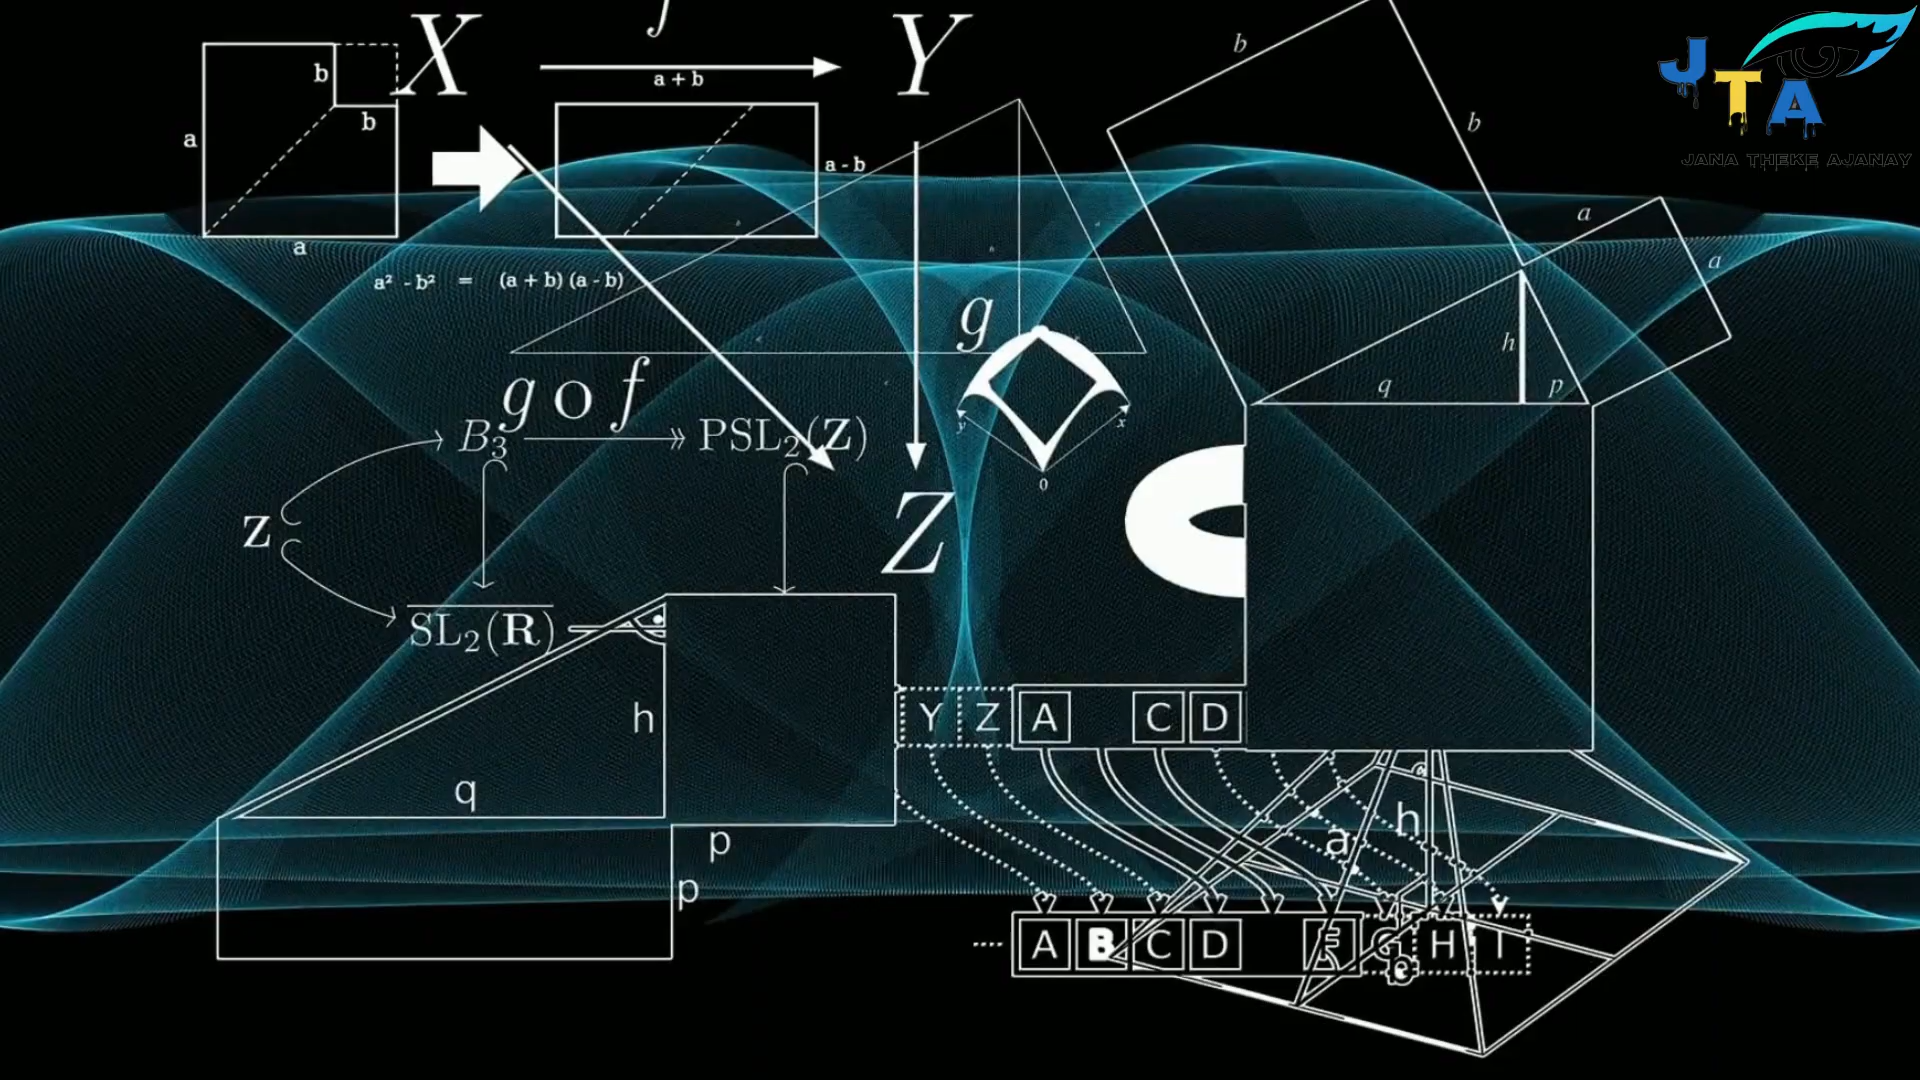 f
X
Y
b
a + b
b
b
b
a
a - b
a
a
a
JTA
JANA THEKE AJANAY
a² - b² = (a + b) (a - b)
g
h
q
p
g o f
B₃
PSL₂(Z)
y
x
0
Z
Z
SL₂(R)
h
Y Z A C D
q
a
h
p
p
A B C D E G H I
B